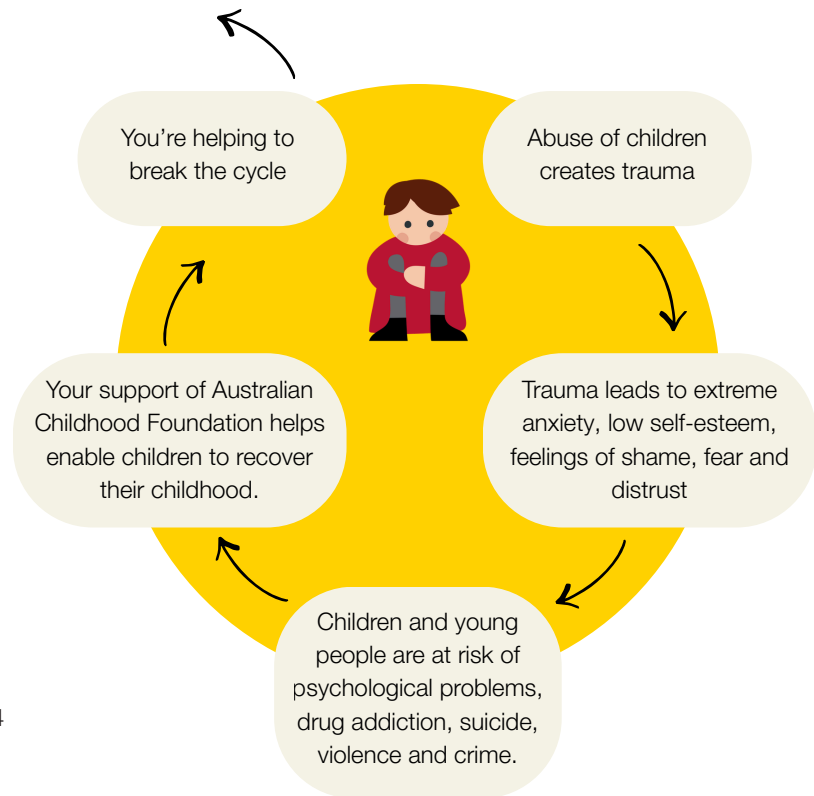 You’re helping to
break the cycle
Abuse of children
creates trauma
Trauma leads to extreme
anxiety, low self-esteem,
feelings of shame, fear and
distrust
Children and young
people are at risk of
psychological problems,
drug addiction, suicide,
violence and crime.
Your support of Australian
Childhood Foundation helps
enable children to recover
their childhood.